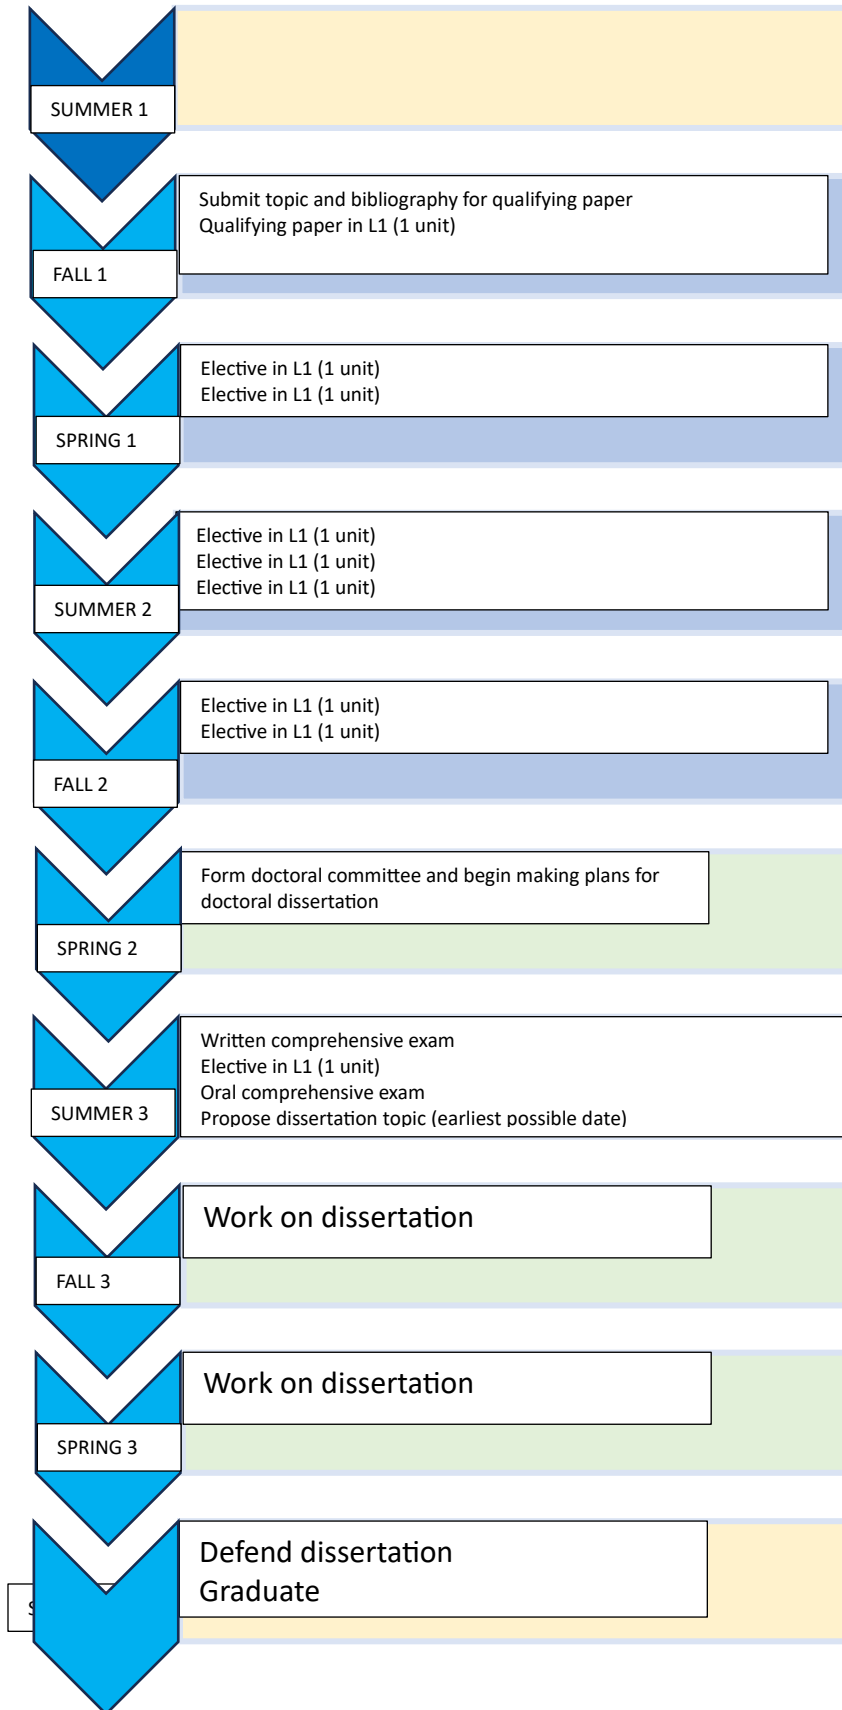 SUMMER 1
Submit topic and bibliography for qualifying paper
Qualifying paper in L1 (1 unit)
FALL 1
Elective in L1 (1 unit)
Elective in L1 (1 unit)
SPRING 1
Elective in L1 (1 unit)
Elective in L1 (1 unit)
Elective in L1 (1 unit)
SUMMER 2
Elective in L1 (1 unit)
Elective in L1 (1 unit)
FALL 2
Form doctoral committee and begin making plans for
doctoral dissertation
SPRING 2
Written comprehensive exam
Elective in L1 (1 unit)
Oral comprehensive exam
Propose dissertation topic (earliest possible date)
SUMMER 3
Work on dissertation
FALL 3
Work on dissertation
SPRING 3
Defend dissertation
Graduate